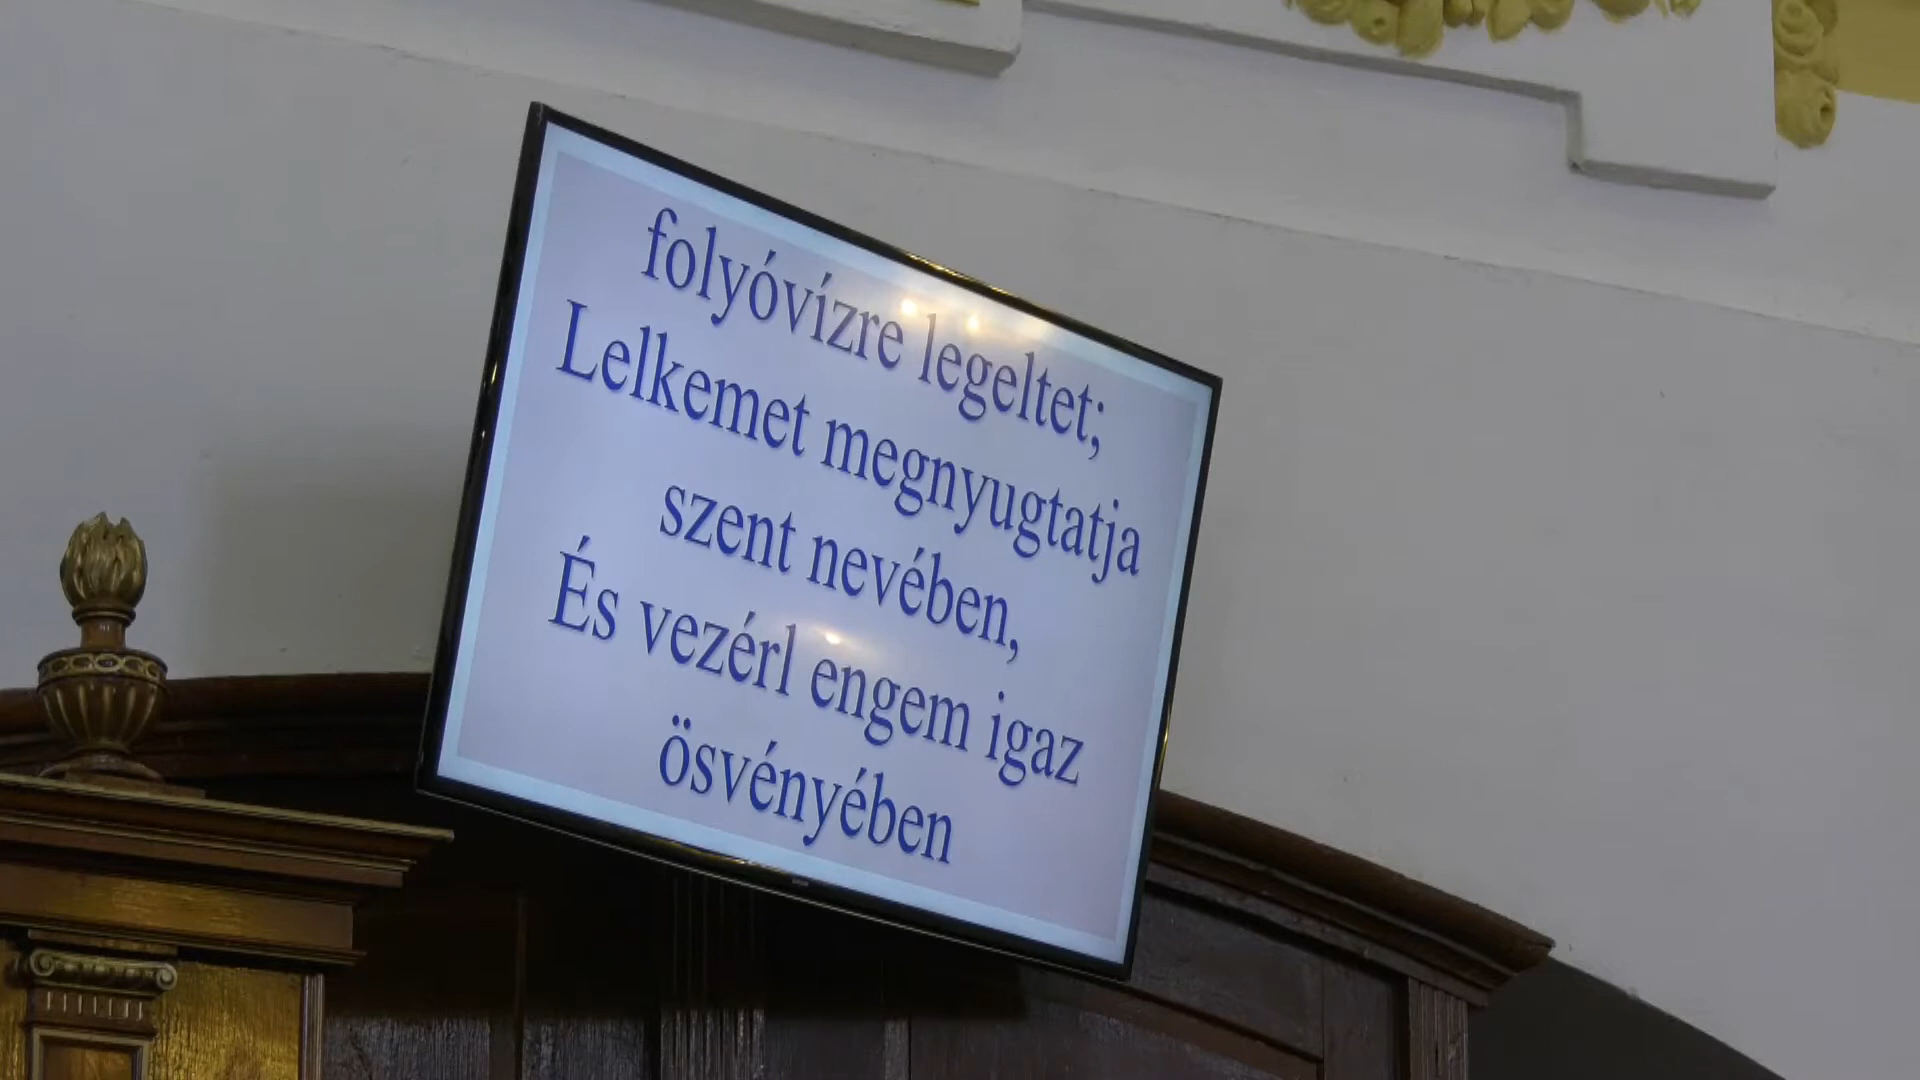 folyóvízre legeltet;
Lelkemet megnyugtatja
szent nevében,
És vezérl engem igaz
ösvényében